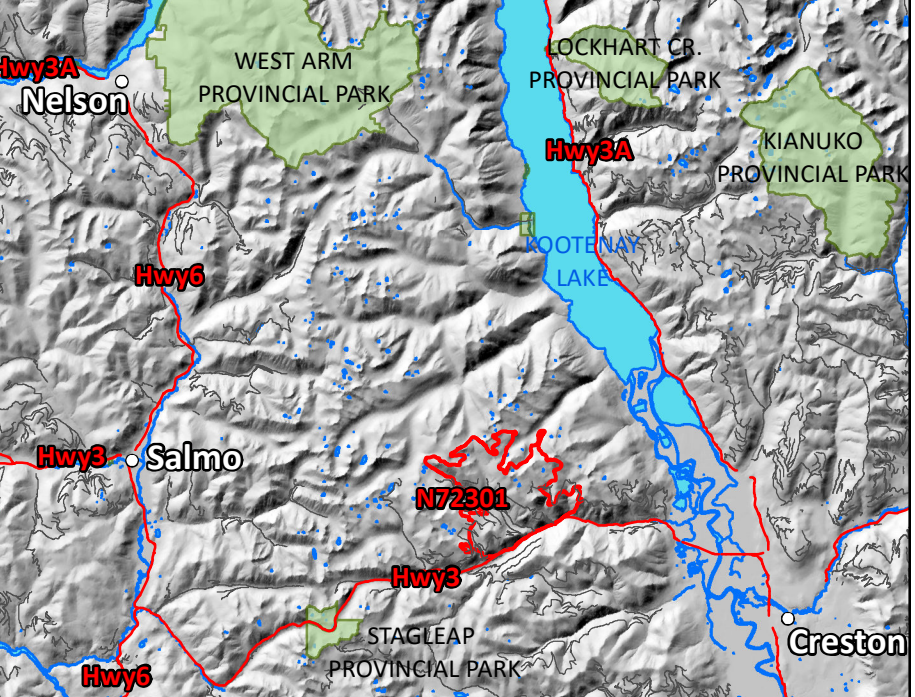 WEST ARM
PROVINCIAL PARK
LOCKHART CR.
PROVINCIAL PARK
Hwy3A
Nelson
KIANUKO
PROVINCIAL PARK
Hwy3A
KOOTENAY
LAKE
Hwy6
Hwy3
Salmo
N72301
Hwy3
STAGLEAP
PROVINCIAL PARK
Creston
Hwy6